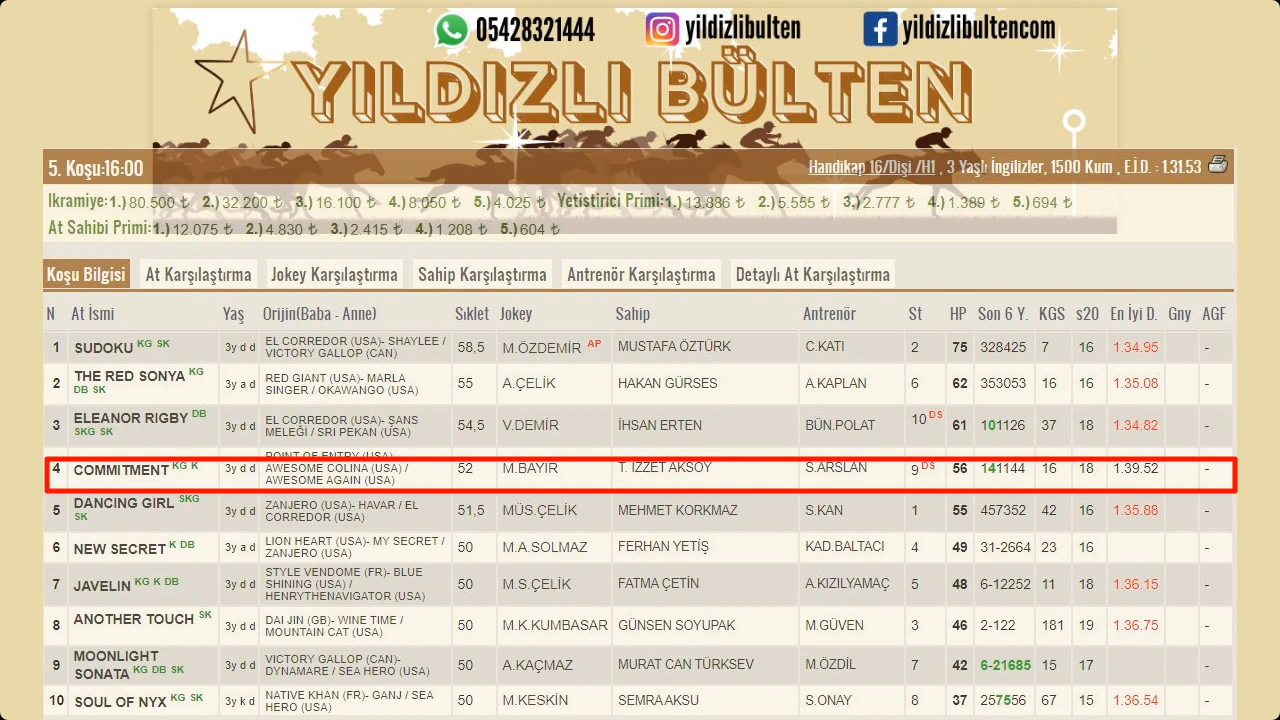 05428321444 yildizlibulten yildizlibultencom
YILDIZLI BÜLTEN
5. Koşu:16:00 Handikap 16/Dişi /H1 , 3 Yaşlı İngilizler, 1500 Kum , E.İ.D. : 1.31.53
Ikramiye:1.) 80.500 ₺ 2.) 32.200 ₺ 3.) 16.100 ₺ 4.) 8.050 ₺ 5.) 4.025 ₺ Yetistirici Primi:1.) 13.886 ₺ 2.) 5.555 ₺ 3.) 2.777 ₺ 4.) 1.389 ₺ 5.) 694 ₺
At Sahibi Primi:1.) 12.075 ₺ 2.) 4.830 ₺ 3.) 2.415 ₺ 4.) 1.208 ₺ 5.) 604 ₺
Koşu Bilgisi At Karşılaştırma Jokey Karşılaştırma Sahip Karşılaştırma Antrenör Karşılaştırma Detaylı At Karşılaştırma
N At İsmi Yaş Orijin(Baba - Anne) Sıklet Jokey Sahip Antrenör St HP Son 6 Y. KGS s20 En İyi D. Gny AGF
1 SUDOKU KG SK 3y d d EL CORREDOR (USA)- SHAYLEE / VICTORY GALLOP (CAN) 58,5 M.ÖZDEMİR AP MUSTAFA ÖZTÜRK C.KATI 2 75 328425 7 16 1.34.95 -
2 THE RED SONYA KG DB SK 3y a d RED GIANT (USA)- MARLA SINGER / OKAWANGO (USA) 55 A.ÇELİK HAKAN GÜRSES A.KAPLAN 6 62 353053 16 16 1.35.08 -
3 ELEANOR RIGBY DB SKG SK 3y d d EL CORREDOR (USA)- SANS MELEĞİ / SRI PEKAN (USA) 54,5 V.DEMİR İHSAN ERTEN BÜN.POLAT 10 DS 61 101126 37 18 1.34.82 -
4 COMMITMENT KG K 3y d d POINT OF ENTRY (USA)- AWESOME COLINA (USA) / AWESOME AGAIN (USA) 52 M.BAYIR T. İZZET AKSOY S.ARSLAN 9 DS 56 141144 16 18 1.39.52 -
5 DANCING GIRL SKG SK 3y d d ZANJERO (USA)- HAVAR / EL CORREDOR (USA) 51,5 MÜS.ÇELİK MEHMET KORKMAZ S.KAN 1 55 457352 42 16 1.35.88 -
6 NEW SECRET K DB 3y a d LION HEART (USA)- MY SECRET / ZANJERO (USA) 50 M.A.SOLMAZ FERHAN YETİŞ KAD.BALTACI 4 49 31-2664 23 16 -
7 JAVELIN KG K DB 3y d d STYLE VENDOME (FR)- BLUE SHINING (USA) / HENRYTHENAVIGATOR (USA) 50 M.S.ÇELİK FATMA ÇETİN A.KIZILYAMAÇ 5 48 6-12252 11 18 1.36.15 -
8 ANOTHER TOUCH SK 3y d d DAI JIN (GB)- WINE TIME / MOUNTAIN CAT (USA) 50 M.K.KUMBASAR GÜNSEN SOYUPAK M.GÜVEN 3 46 2-122 181 19 1.36.75 -
9 MOONLIGHT SONATA KG DB SK 3y d d VICTORY GALLOP (CAN)- DYNAMARE / SEA HERO (USA) 50 A.KAÇMAZ MURAT CAN TÜRKSEV M.ÖZDİL 7 42 6-21685 15 17 -
10 SOUL OF NYX KG SK 3y k d NATIVE KHAN (FR)- GANJ / SEA HERO (USA) 50 M.KESKİN SEMRA AKSU S.ONAY 8 37 257556 67 15 1.36.54 -